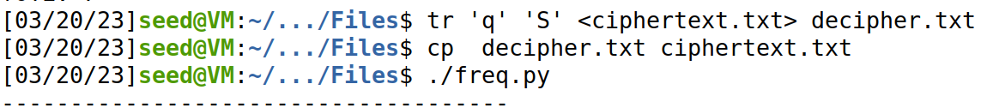 [03/20/23]seed@VM:~/.../Files$ tr 'q' 'S' <ciphertext.txt> decipher.txt
[03/20/23]seed@VM:~/.../Files$ cp  decipher.txt ciphertext.txt
[03/20/23]seed@VM:~/.../Files$ ./freq.py
-------------------------------------